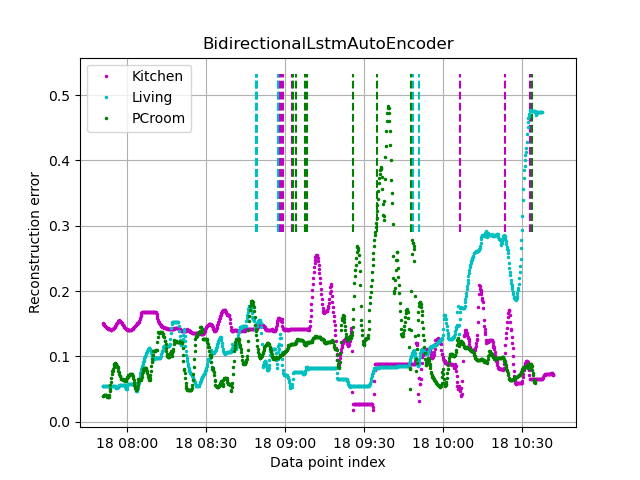 BidirectionalLstmAutoEncoder
Kitchen
Living
PCroom
Reconstruction error
0.5
0.4
0.3
0.2
0.1
0.0
18 08:00 18 08:30 18 09:00 18 09:30 18 10:00 18 10:30
Data point index